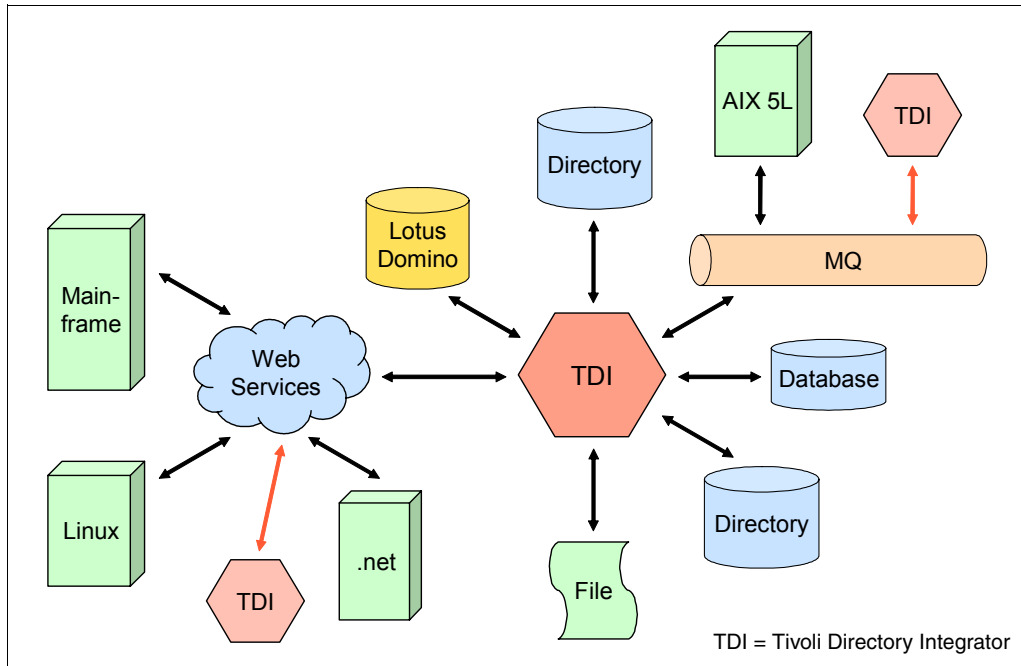 AIX 5L
TDI
Directory
Lotus
Domino
MQ
Main-
frame
Web
Services
TDI
Database
Linux
.net
TDI
File
Directory
TDI = Tivoli Directory Integrator